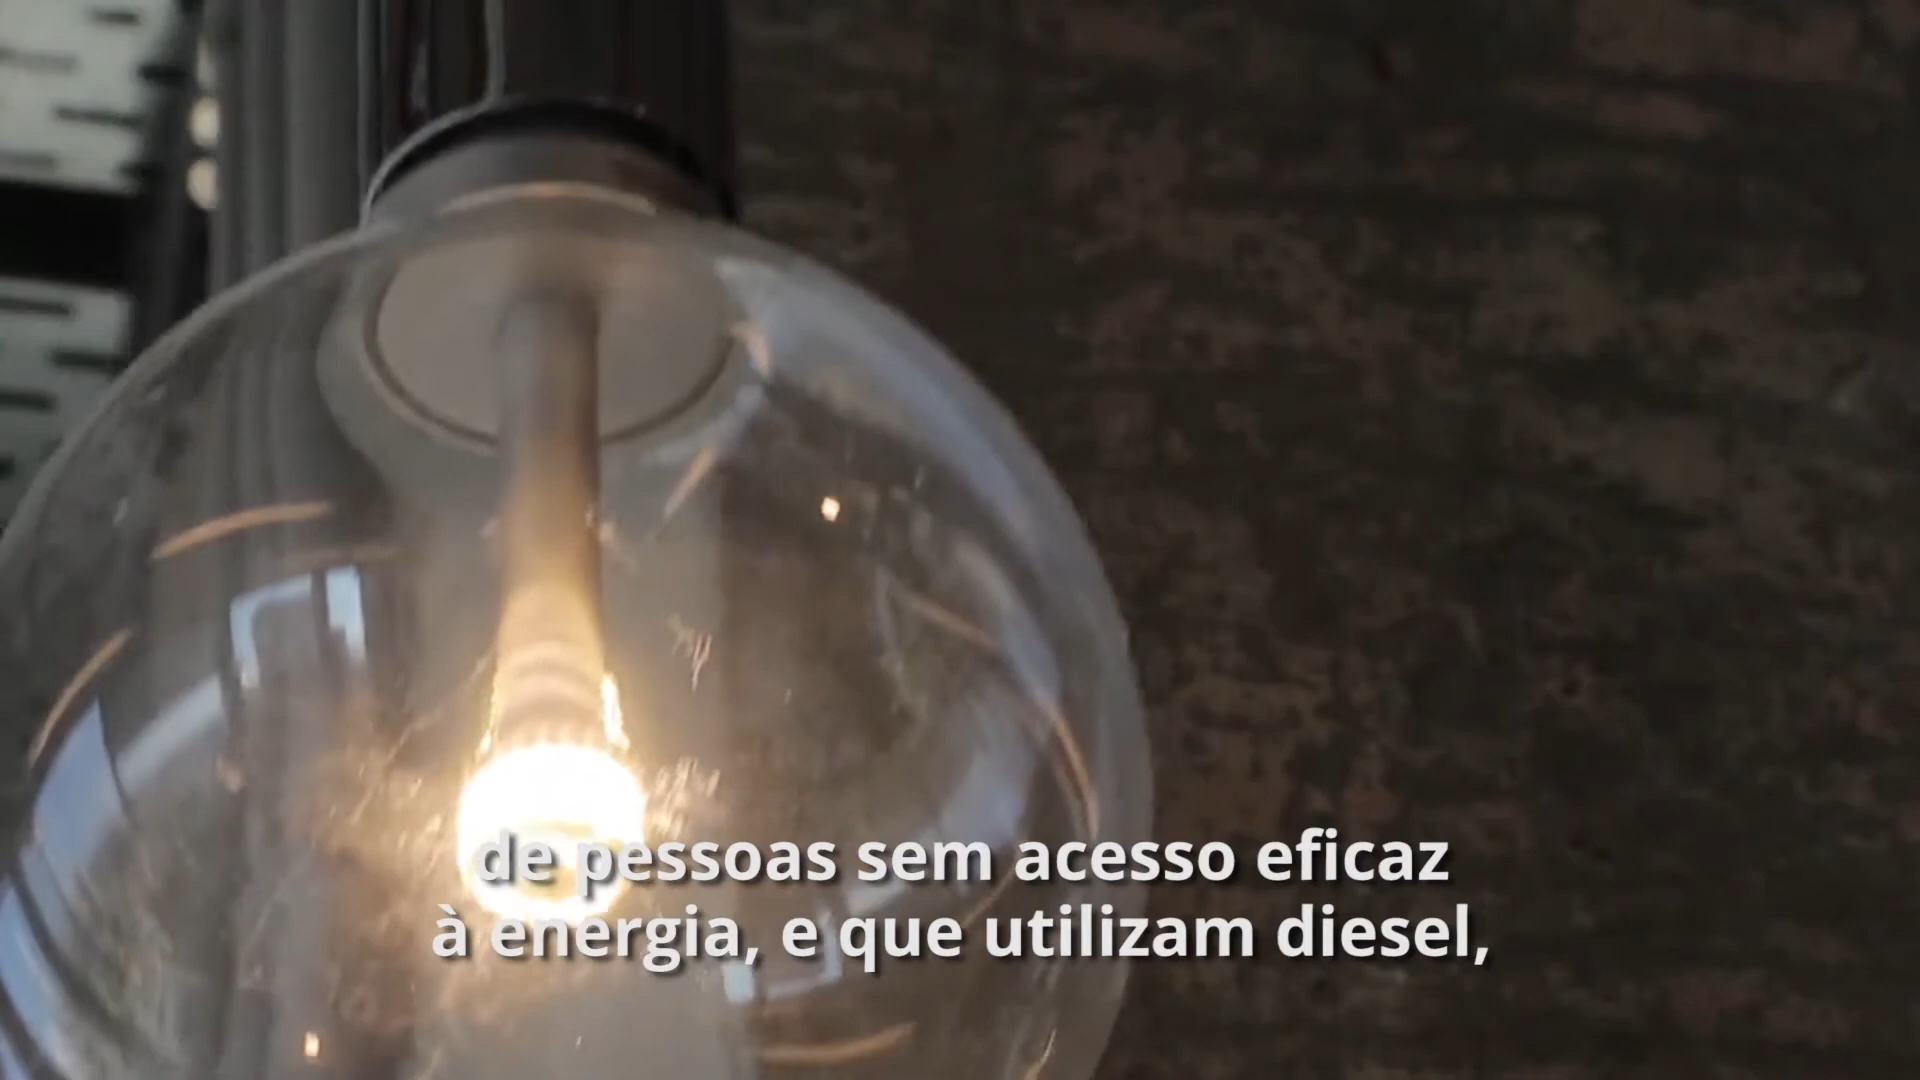 de pessoas sem acesso eficaz
à energia, e que utilizam diesel,